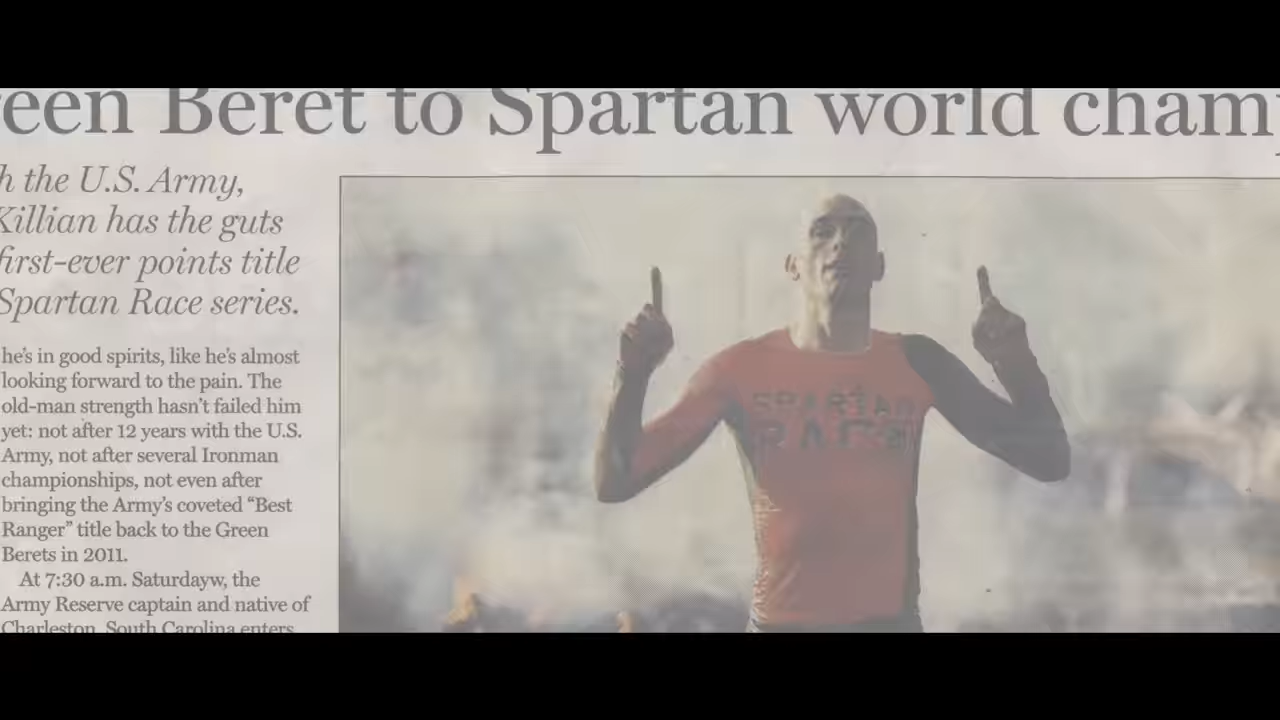 een Beret to Spartan world champ
h the U.S. Army,
Killian has the guts
first-ever points title
Spartan Race series.
he's in good spirits, like he's almost
looking forward to the pain. The
old-man strength hasn't failed him
yet: not after 12 years with the U.S.
Army, not after several Ironman
championships, not even after
bringing the Army's coveted “Best
Ranger” title back to the Green
Berets in 2011.
At 7:30 a.m. Saturdayw, the
Army Reserve captain and native of
Charleston, South Carolina enters
SPARTAN
RACE